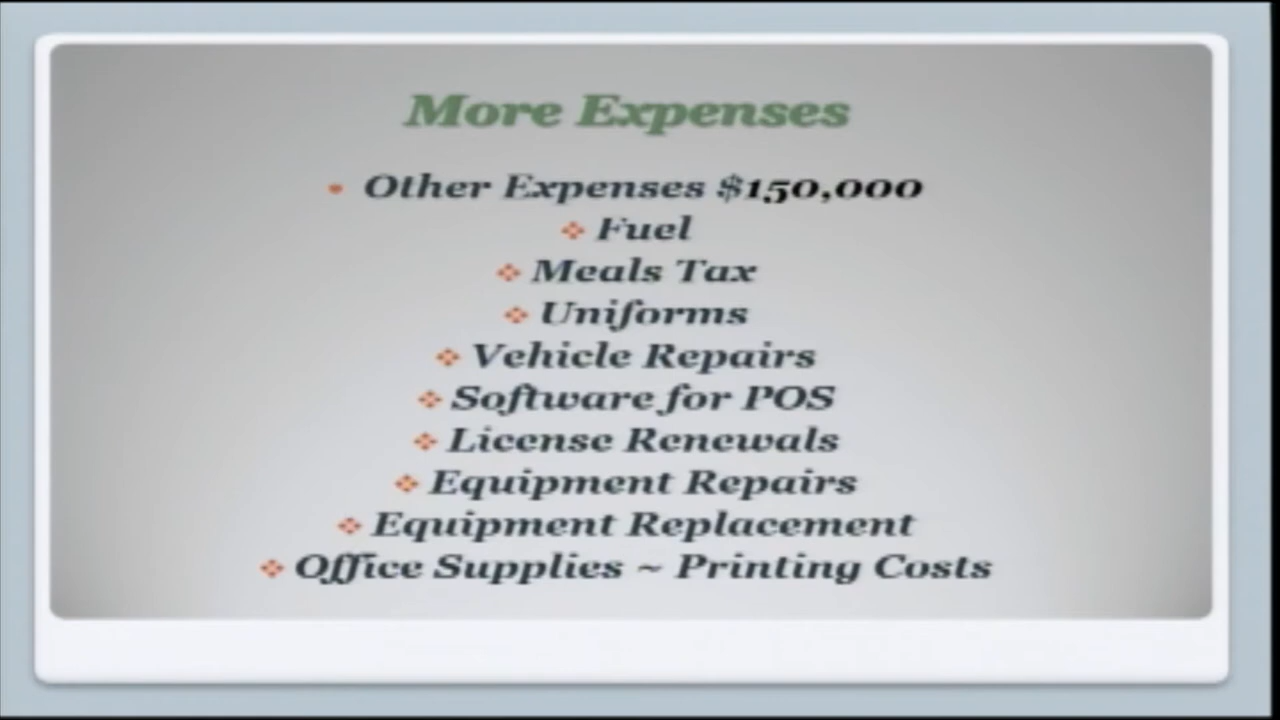 More Expenses
• Other Expenses $150,000
❖ Fuel
❖ Meals Tax
❖ Uniforms
❖ Vehicle Repairs
❖ Software for POS
❖ License Renewals
❖ Equipment Repairs
❖ Equipment Replacement
❖ Office Supplies ~ Printing Costs